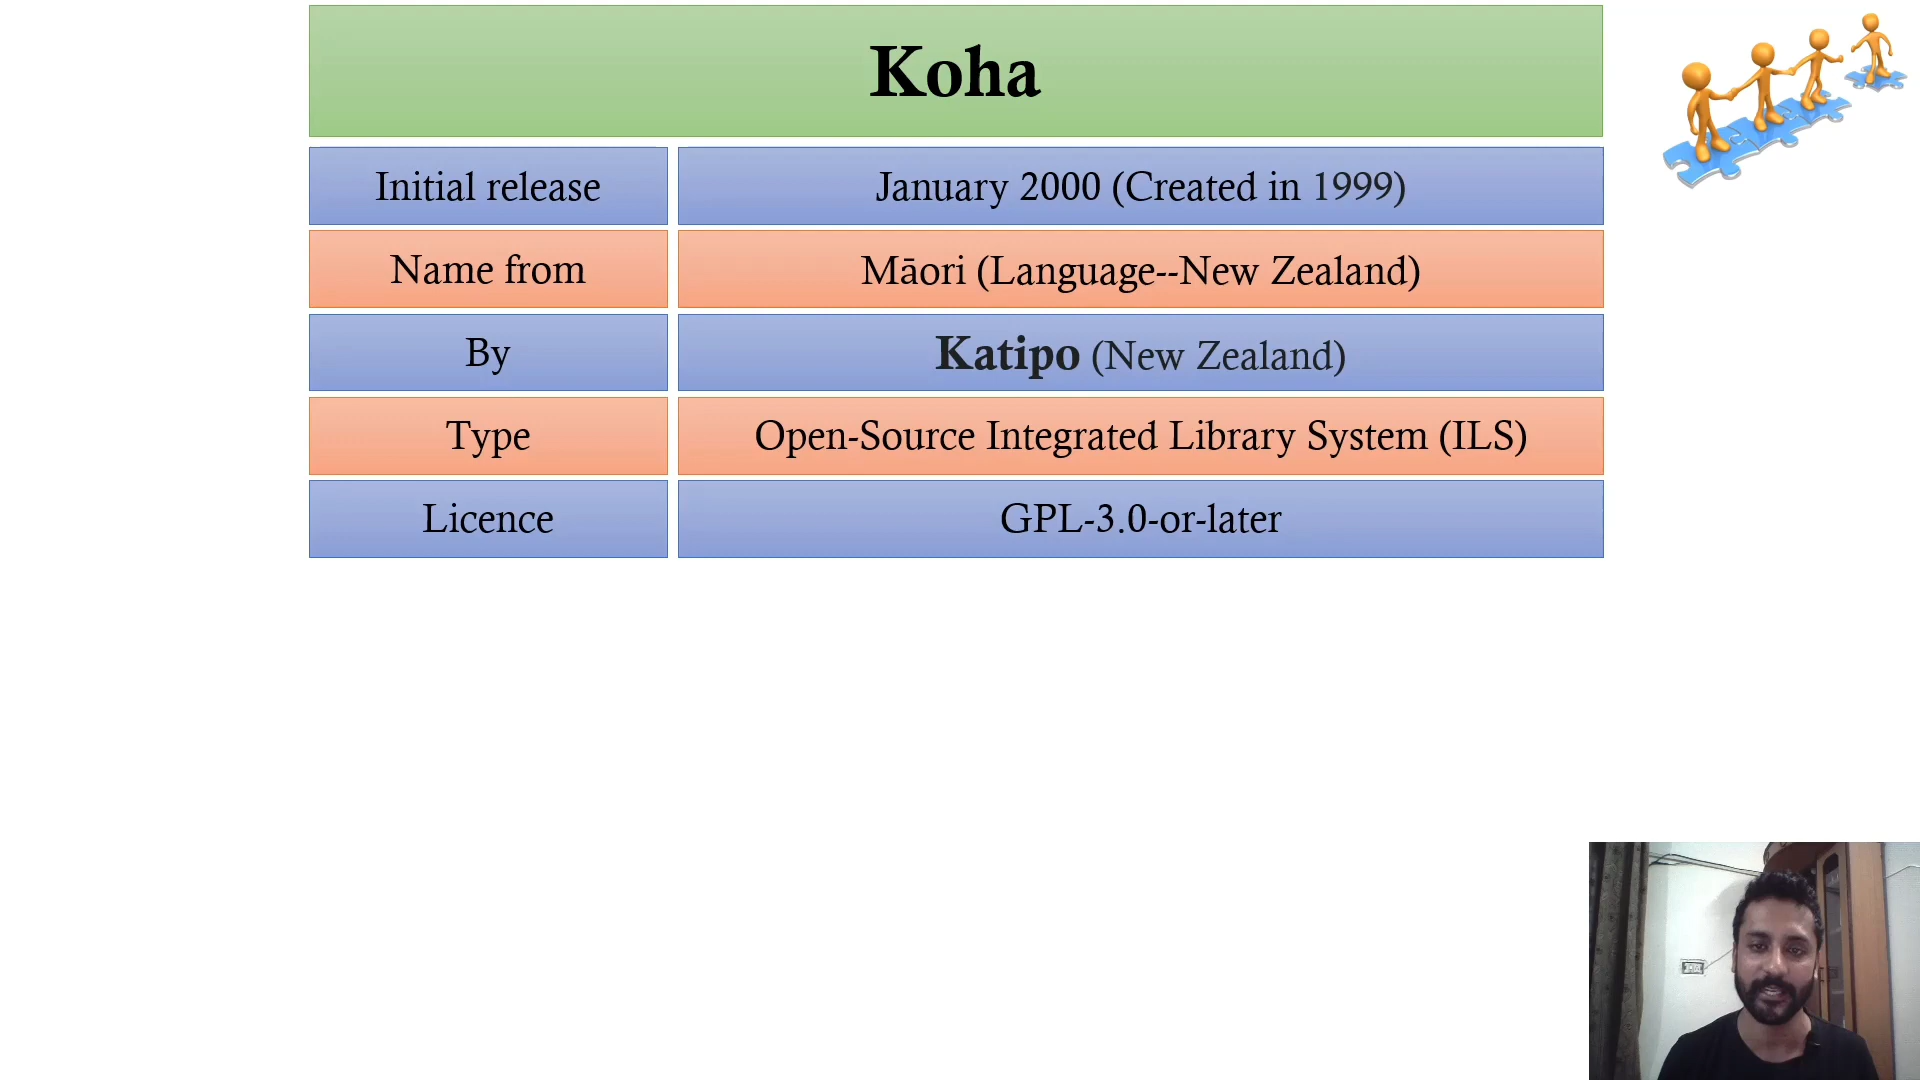 Koha
Initial release
January 2000 (Created in 1999)
Name from
Māori (Language--New Zealand)
By
Katipo (New Zealand)
Type
Open-Source Integrated Library System (ILS)
Licence
GPL-3.0-or-later